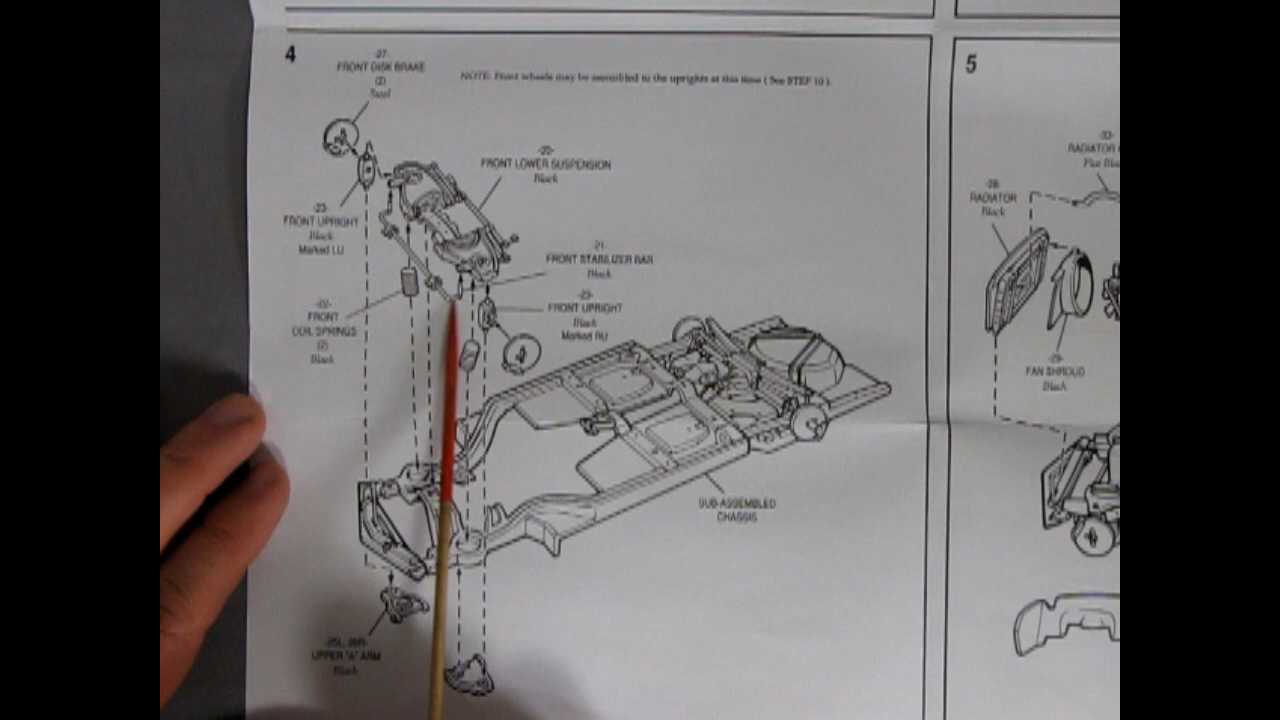 4
-27-
FRONT DISK BRAKE
(2)
Steel
NOTE: Front wheels may be assembled to the uprights at this time ( See STEP 10 ).
-20-
FRONT LOWER SUSPENSION
Black
-23-
FRONT UPRIGHT
Black
Marked LU
-21-
FRONT STABILIZER BAR
Black
-22-
FRONT
COIL SPRINGS
(2)
Black
FRONT UPRIGHT
Black
Marked RU
SUB-ASSEMBLED
CHASSIS
-25L, 26R-
UPPER "A" ARM
Black
5
RADIATOR
Flat
-28-
RADIATOR
Black
FAN SHROUD
Black